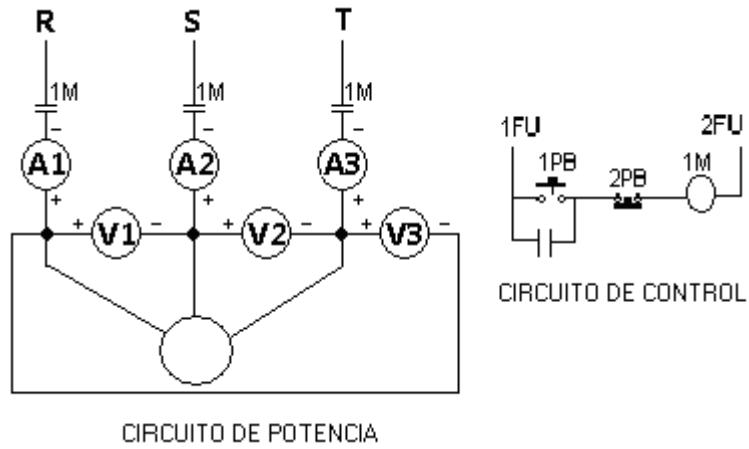 R S T
1M 1M 1M
− − −
A1 A2 A3
+ + +
+ V1 − + V2 − + V3 −
CIRCUITO DE POTENCIA
1FU 2FU
1PB 2PB 1M
CIRCUITO DE CONTROL